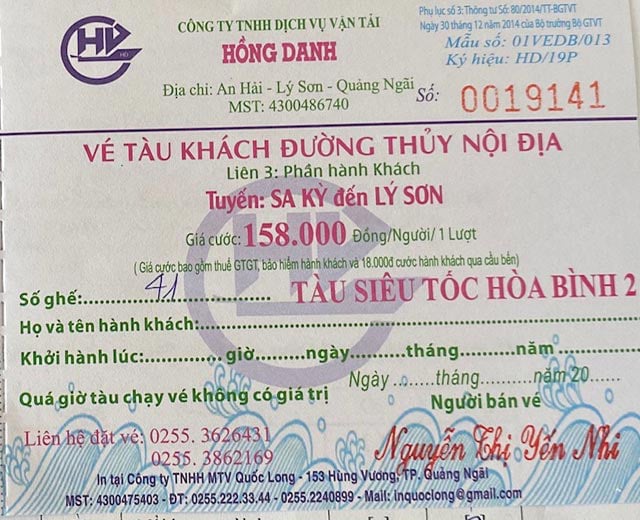 Phụ lục số 3: Thông tư Số: 80/2014/TT-BGTVT
Ngày 30 tháng 12 năm 2014 của Bộ trưởng Bộ GTVT
HD
CÔNG TY TNHH DỊCH VỤ VẬN TẢI
HỒNG DANH
Mẫu số: 01VEDB/013
Ký hiệu: HD/19P
Địa chỉ: An Hải - Lý Sơn - Quảng Ngãi
MST: 4300486740
Số: 0019141
VÉ TÀU KHÁCH ĐƯỜNG THỦY NỘI ĐỊA
Liên 3: Phần hành Khách
Tuyến: SA KỲ đến LÝ SƠN
Giá cước: 158.000 Đồng/Người/ 1 Lượt
( Giá cước bao gồm thuế GTGT, bảo hiểm hành khách và 18.000đ cước hành khách qua cầu bến)
Số ghế:.......41............... TÀU SIÊU TỐC HÒA BÌNH 2
Họ và tên hành khách:...............................................................
Khởi hành lúc:.............. giờ........ngày.........tháng..........năm
Ngày ........tháng..........năm 20......
Quá giờ tàu chạy vé không có giá trị
Người bán vé
Liên hệ đặt vé: 0255. 3626431
0255. 3862169
Nguyễn Thị Yến Nhi
In tại Công ty TNHH MTV Quốc Long - 153 Hùng Vương, TP. Quảng Ngãi
MST: 4300475403 - ĐT: 0255.222.33.44 - 0255.2240899 - Mail: inquoclong@gmail.com